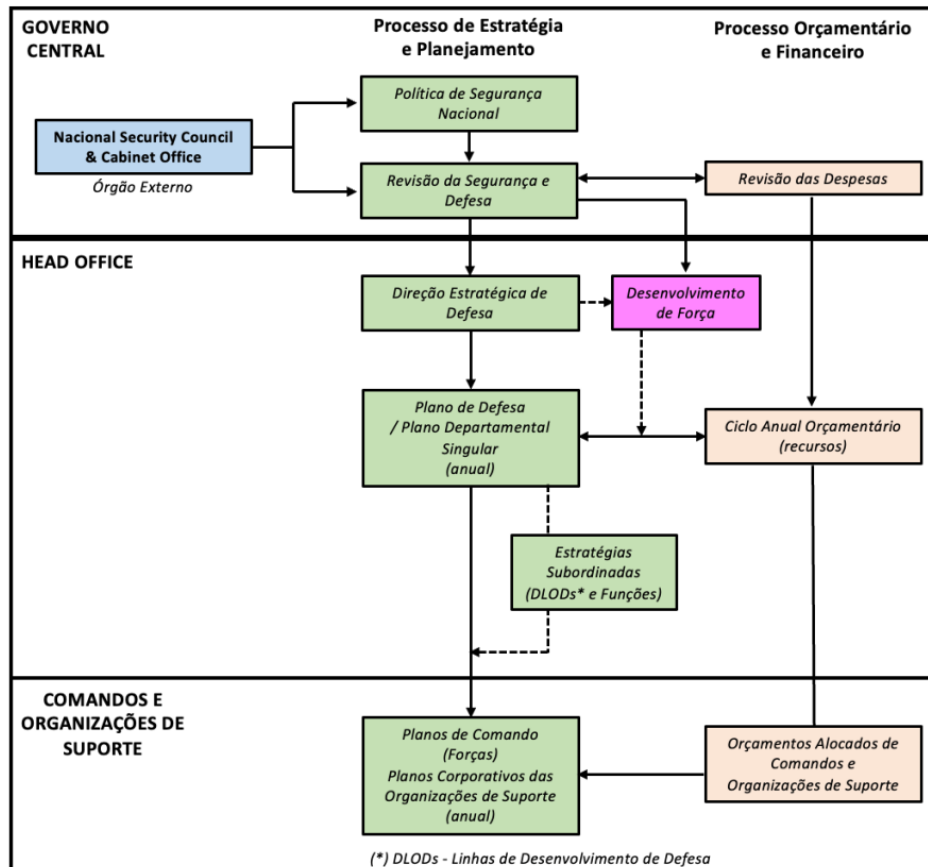 GOVERNO
CENTRAL
Processo de Estratégia
e Planejamento
Processo Orçamentário
e Financeiro
Política de Segurança
Nacional
Nacional Security Council
& Cabinet Office
Órgão Externo
Revisão da Segurança e
Defesa
Revisão das Despesas
HEAD OFFICE
Direção Estratégica de
Defesa
Desenvolvimento
de Força
Plano de Defesa
/ Plano Departamental
Singular
(anual)
Ciclo Anual Orçamentário
(recursos)
Estratégias
Subordinadas
(DLODs* e Funções)
COMANDOS E
ORGANIZAÇÕES DE
SUPORTE
Planos de Comando
(Forças)
Planos Corporativos das
Organizações de Suporte
(anual)
Orçamentos Alocados de
Comandos e
Organizações de Suporte
(*) DLODs - Linhas de Desenvolvimento de Defesa